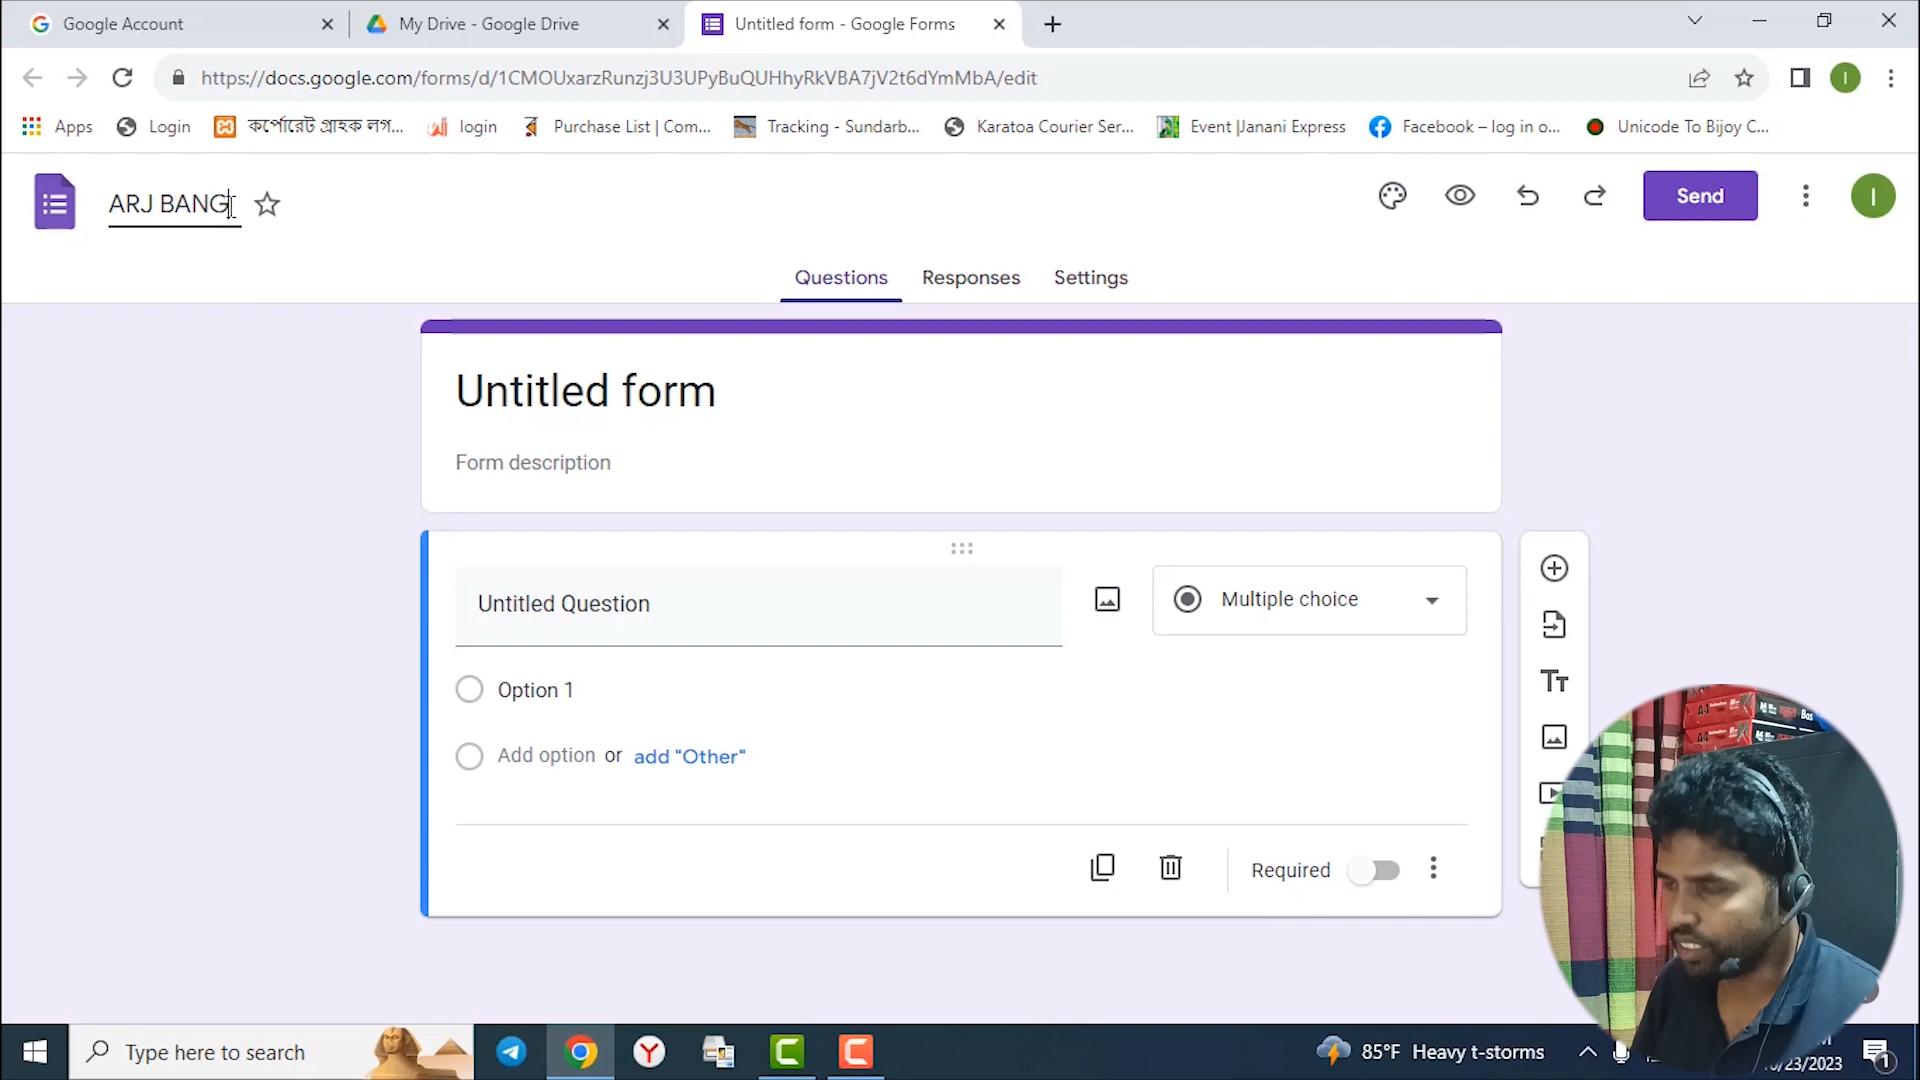 Google Account
My Drive - Google Drive
Untitled form - Google Forms
https://docs.google.com/forms/d/1CMOUxarzRunzj3U3UPyBuQUHhyRkVBA7jV2t6dYmMbA/edit
I
Apps
Login
কর্পোরেট গ্রাহক লগ...
login
Purchase List | Com...
Tracking - Sundarb...
Karatoa Courier Ser...
Event |Janani Express
Facebook – log in o...
Unicode To Bijoy C...
ARJ BANG
Send
I
Questions
Responses
Settings
Untitled form
Form description
Untitled Question
Multiple choice
Option 1
Add option or add "Other"
Required
Type here to search
85°F Heavy t-storms
/23/2023
1